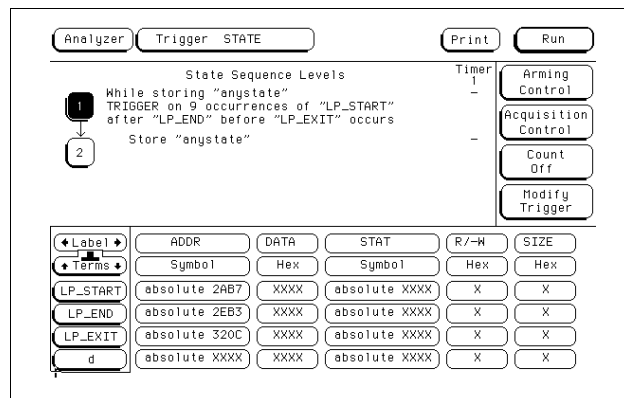 Analyzer Trigger STATE Print Run
State Sequence Levels
Timer
1
While storing "anystate" –
1 TRIGGER on 9 occurrences of "LP_START"
after "LP_END" before "LP_EXIT" occurs
2 Store "anystate" –
Arming
Control
Acquisition
Control
Count
Off
Modify
Trigger
Label ADDR DATA STAT R/-W SIZE
Terms Symbol Hex Symbol Hex Hex
LP_START absolute 2AB7 XXXX absolute XXXX X X
LP_END absolute 2EB3 XXXX absolute XXXX X X
LP_EXIT absolute 320C XXXX absolute XXXX X X
d absolute XXXX XXXX absolute XXXX X X